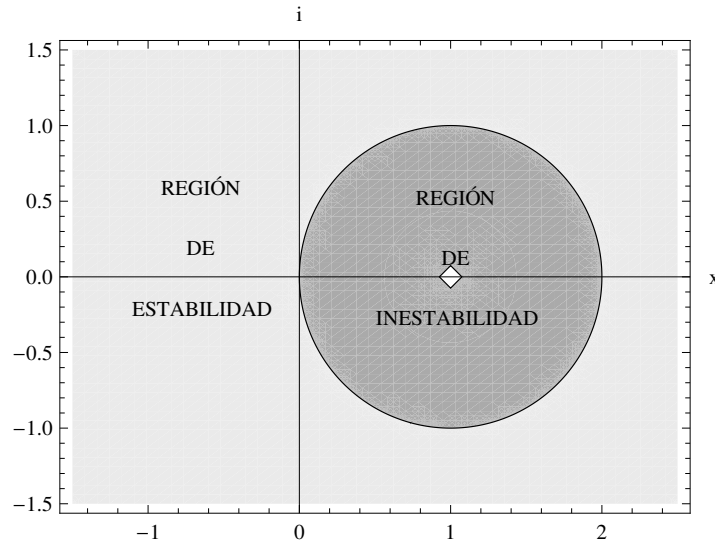 i
1.5
1.0
0.5
0.0
−0.5
−1.0
−1.5
REGIÓN
DE
ESTABILIDAD
REGIÓN
DE
INESTABILIDAD
x
−1
0
1
2